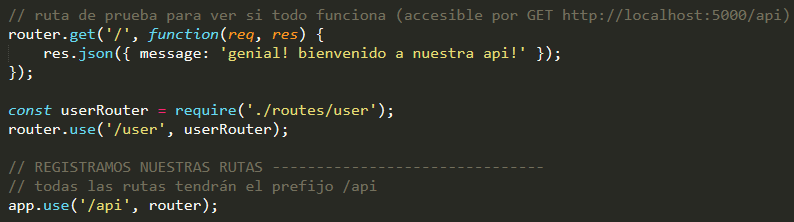 // ruta de prueba para ver si todo funciona (accesible por GET http://localhost:5000/api)
router.get('/', function(req, res) {
    res.json({ message: 'genial! bienvenido a nuestra api!' });
});

const userRouter = require('./routes/user');
router.use('/user', userRouter);

// REGISTRAMOS NUESTRAS RUTAS -------------------------------
// todas las rutas tendrán el prefijo /api
app.use('/api', router);